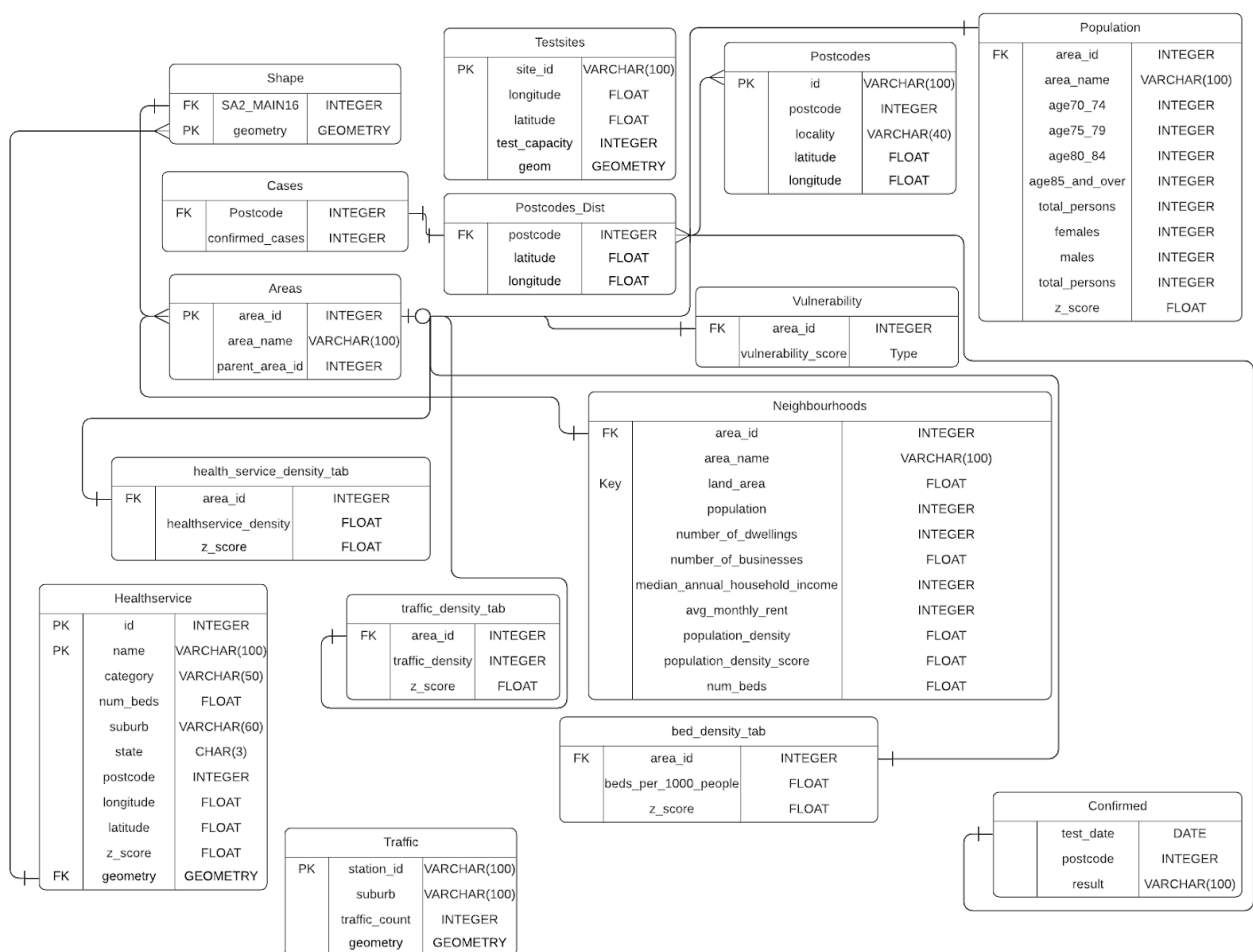 Shape
FK SA2_MAIN16 INTEGER
PK geometry GEOMETRY
Testsites
PK site_id VARCHAR(100)
longitude FLOAT
latitude FLOAT
test_capacity INTEGER
geom GEOMETRY
Postcodes
PK id VARCHAR(100)
postcode INTEGER
locality VARCHAR(40)
latitude FLOAT
longitude FLOAT
Population
FK area_id INTEGER
area_name VARCHAR(100)
age70_74 INTEGER
age75_79 INTEGER
age80_84 INTEGER
age85_and_over INTEGER
total_persons INTEGER
females INTEGER
males INTEGER
total_persons INTEGER
z_score FLOAT
Cases
FK Postcode INTEGER
confirmed_cases INTEGER
Postcodes_Dist
FK postcode INTEGER
latitude FLOAT
longitude FLOAT
Areas
PK area_id INTEGER
area_name VARCHAR(100)
parent_area_id INTEGER
Vulnerability
FK area_id INTEGER
vulnerability_score Type
Neighbourhoods
FK area_id INTEGER
area_name VARCHAR(100)
Key land_area FLOAT
population INTEGER
number_of_dwellings INTEGER
number_of_businesses FLOAT
median_annual_household_income INTEGER
avg_monthly_rent INTEGER
population_density FLOAT
population_density_score FLOAT
num_beds FLOAT
health_service_density_tab
FK area_id INTEGER
healthservice_density FLOAT
z_score FLOAT
Healthservice
PK id INTEGER
PK name VARCHAR(100)
category VARCHAR(50)
num_beds FLOAT
suburb VARCHAR(60)
state CHAR(3)
postcode INTEGER
longitude FLOAT
latitude FLOAT
z_score FLOAT
FK geometry GEOMETRY
traffic_density_tab
FK area_id INTEGER
traffic_density INTEGER
z_score FLOAT
bed_density_tab
FK area_id INTEGER
beds_per_1000_people FLOAT
z_score FLOAT
Confirmed
test_date DATE
postcode INTEGER
result VARCHAR(100)
Traffic
PK station_id VARCHAR(100)
suburb VARCHAR(100)
traffic_count INTEGER
geometry GEOMETRY